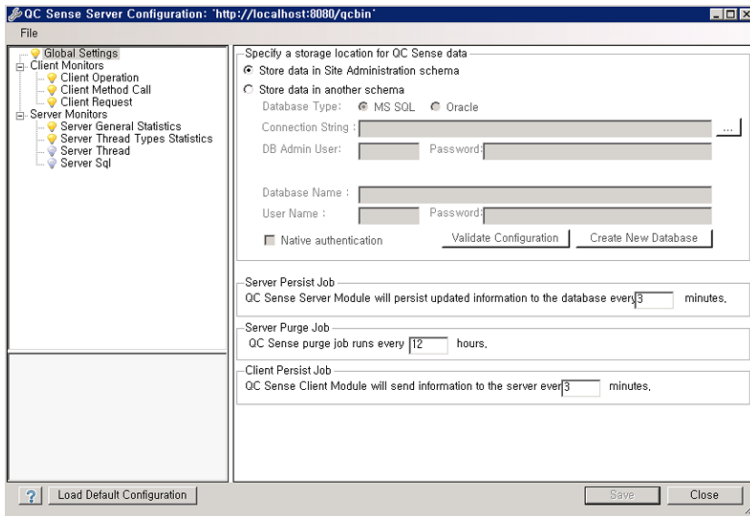 QC Sense Server Configuration: 'http://localhost:8080/qcbin'
File
Global Settings
Client Monitors
Client Operation
Client Method Call
Client Request
Server Monitors
Server General Statistics
Server Thread Types Statistics
Server Thread
Server Sql
Specify a storage location for QC Sense data
Store data in Site Administration schema
Store data in another schema
Database Type: MS SQL Oracle
Connection String : ...
DB Admin User: Password:
Database Name :
User Name : Password:
Native authentication Validate Configuration Create New Database
Server Persist Job
QC Sense Server Module will persist updated information to the database every 3 minutes,
Server Purge Job
QC Sense purge job runs every 12 hours,
Client Persist Job
QC Sense Client Module will send information to the server ever 3 minutes,
? Load Default Configuration Save Close